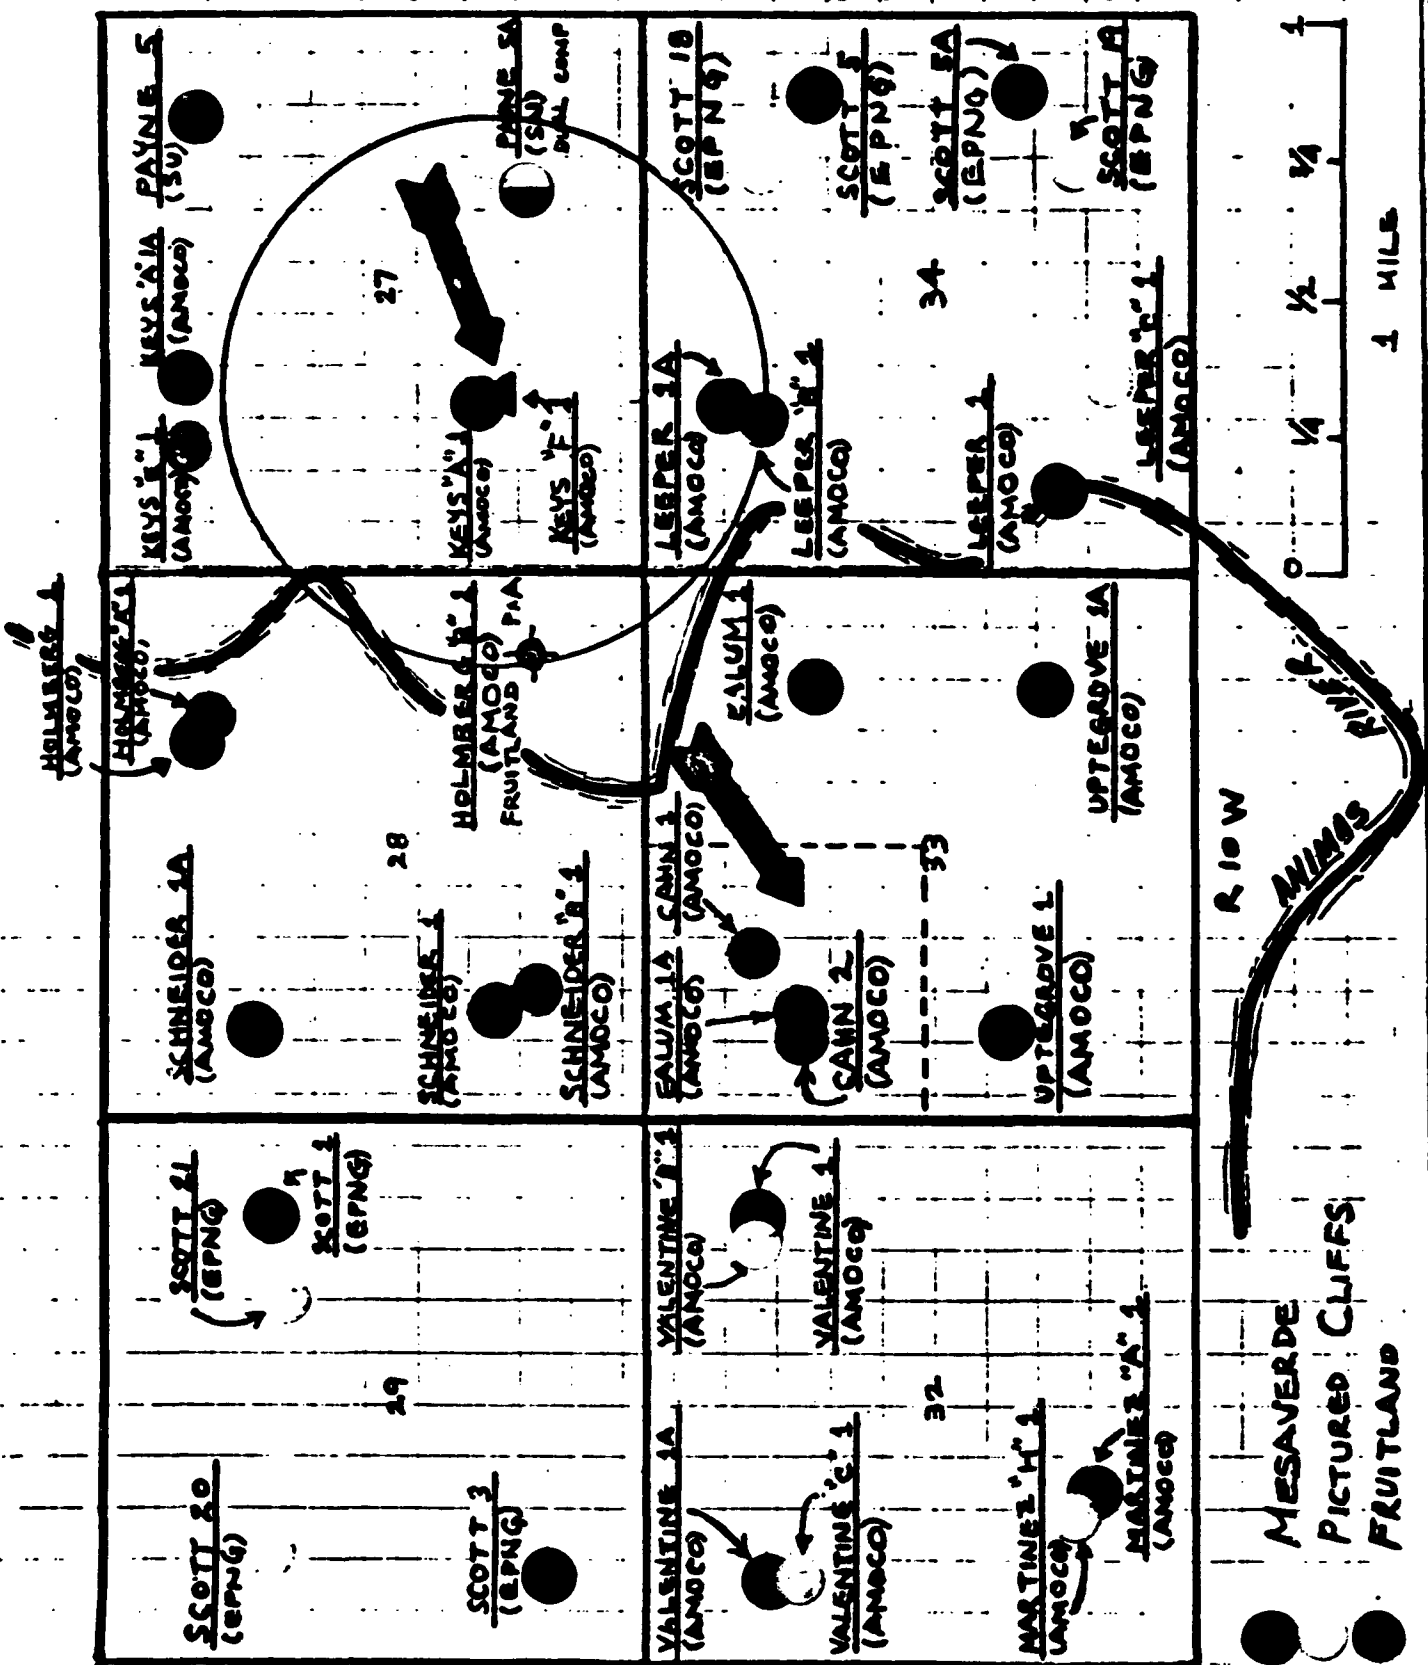 HOLMBERG 1
(AMOCO)
SCOTT 20
(EPNG)
SCOTT 21
(EPNG)
SCOTT 1
(EPNG)
SCOTT 3
(EPNG)
29
SCHNEIDER 1A
(AMOCO)
HOLMBERG "A" 1
(AMOCO)
28
SCHNEIDER 1
(AMOCO)
SCHNEIDER "B" 1
(AMOCO)
HOLMBERG "B" 1
(AMOCO)
FRUITLAND P&A
KEYS "E" 1
(AMOCO)
KEYS "A" 1A
(AMOCO)
PAYNE 5
(SU)
27
KEYS "A" 1
(AMOCO)
KEYS "F" 1
(AMOCO)
PAYNE 5A
(SU)
DUAL COMP
VALENTINE 1A
(AMOCO)
VALENTINE "B" 1
(AMOCO)
VALENTINE "C" 1
(AMOCO)
VALENTINE 1
(AMOCO)
32
MARTINEZ "H" 1
(AMOCO)
MARTINEZ "A" 1
(AMOCO)
EALUM 1A
(AMOCO)
CAHN 1
(AMOCO)
EALUM 1
(AMOCO)
CAHN 2
(AMOCO)
33
UPTEGROVE 1
(AMOCO)
UPTEGROVE 1A
(AMOCO)
LEEPER 1A
(AMOCO)
LEEPER "B" 1
(AMOCO)
SCOTT 18
(EPNG)
SCOTT 5
(EPNG)
34
SCOTT 5A
(EPNG)
LEEPER 1
(AMOCO)
LEEPER "C" 1
(AMOCO)
SCOTT 19
(EPNG)
R 10 W
MESAVERDE
PICTURED CLIFFS
FRUITLAND
ANIMAS RIVER
0 1/4 1/2 3/4 1
1 MILE